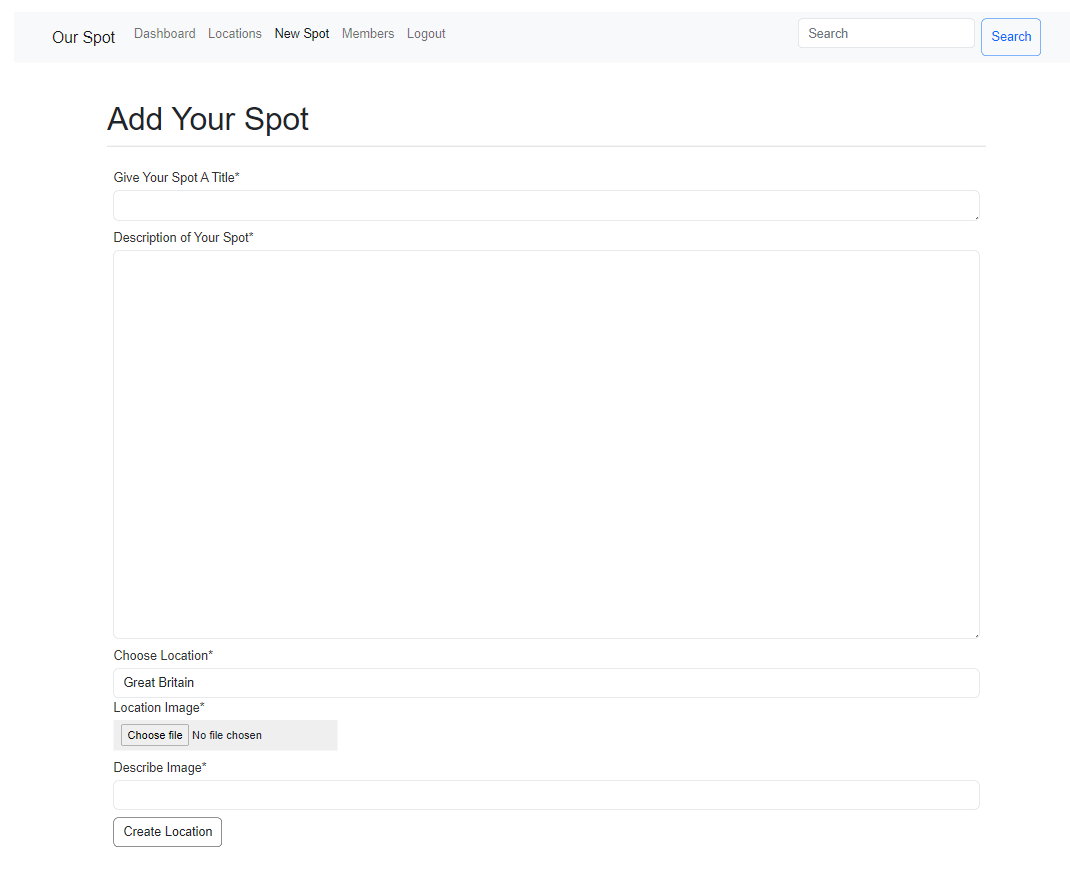 Our Spot Dashboard Locations New Spot Members Logout Search Search
Add Your Spot
Give Your Spot A Title*
Description of Your Spot*
Choose Location*
Great Britain
Location Image*
Choose file No file chosen
Describe Image*
Create Location